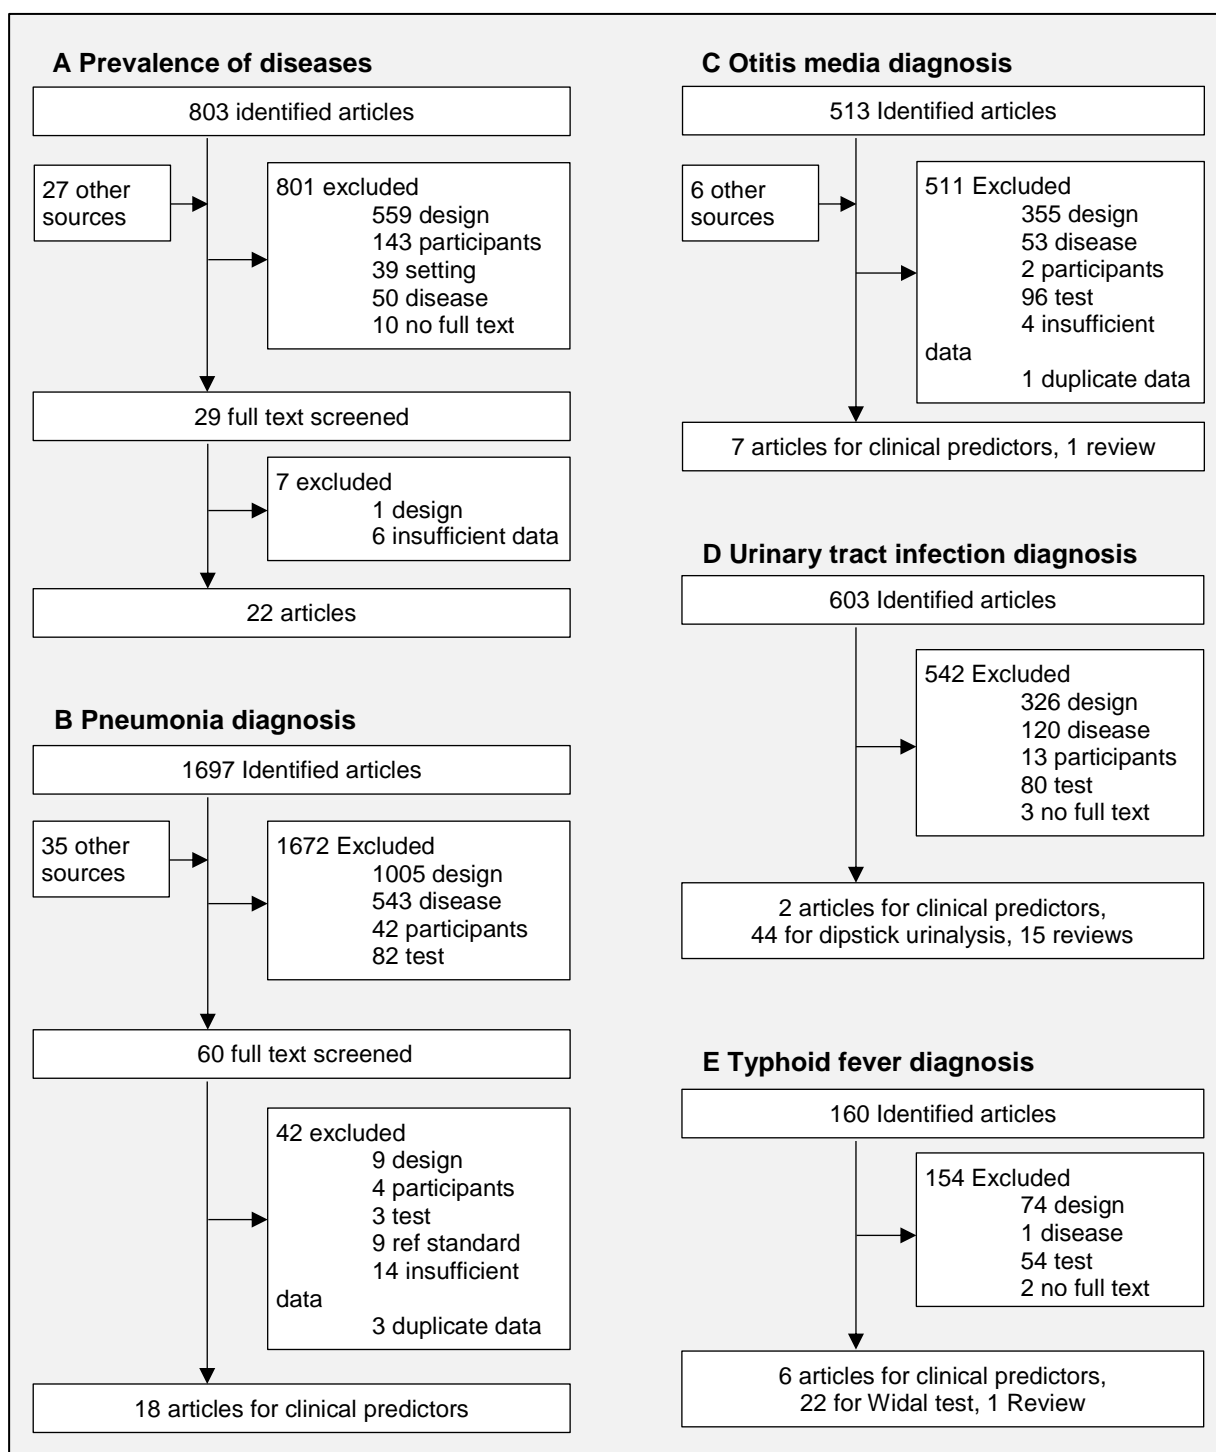 A Prevalence of diseases
803 identified articles
27 other
sources
801 excluded
559 design
143 participants
39 setting
50 disease
10 no full text
29 full text screened
7 excluded
1 design
6 insufficient data
22 articles
B Pneumonia diagnosis
1697 Identified articles
35 other
sources
1672 Excluded
1005 design
543 disease
42 participants
82 test
60 full text screened
42 excluded
9 design
4 participants
3 test
9 ref standard
14 insufficient
data
3 duplicate data
18 articles for clinical predictors
C Otitis media diagnosis
513 Identified articles
6 other
sources
511 Excluded
355 design
53 disease
2 participants
96 test
4 insufficient
data
1 duplicate data
7 articles for clinical predictors, 1 review
D Urinary tract infection diagnosis
603 Identified articles
542 Excluded
326 design
120 disease
13 participants
80 test
3 no full text
2 articles for clinical predictors,
44 for dipstick urinalysis, 15 reviews
E Typhoid fever diagnosis
160 Identified articles
154 Excluded
74 design
1 disease
54 test
2 no full text
6 articles for clinical predictors,
22 for Widal test, 1 Review